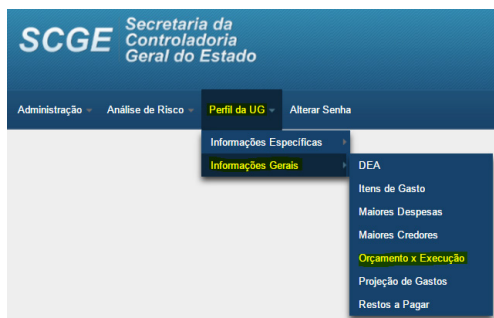 SCGE
Secretaria da
Controladoria
Geral do Estado
Administração
Análise de Risco
Perfil da UG
Alterar Senha
Informações Específicas
Informações Gerais
DEA
Itens de Gasto
Maiores Despesas
Maiores Credores
Orçamento x Execução
Projeção de Gastos
Restos a Pagar